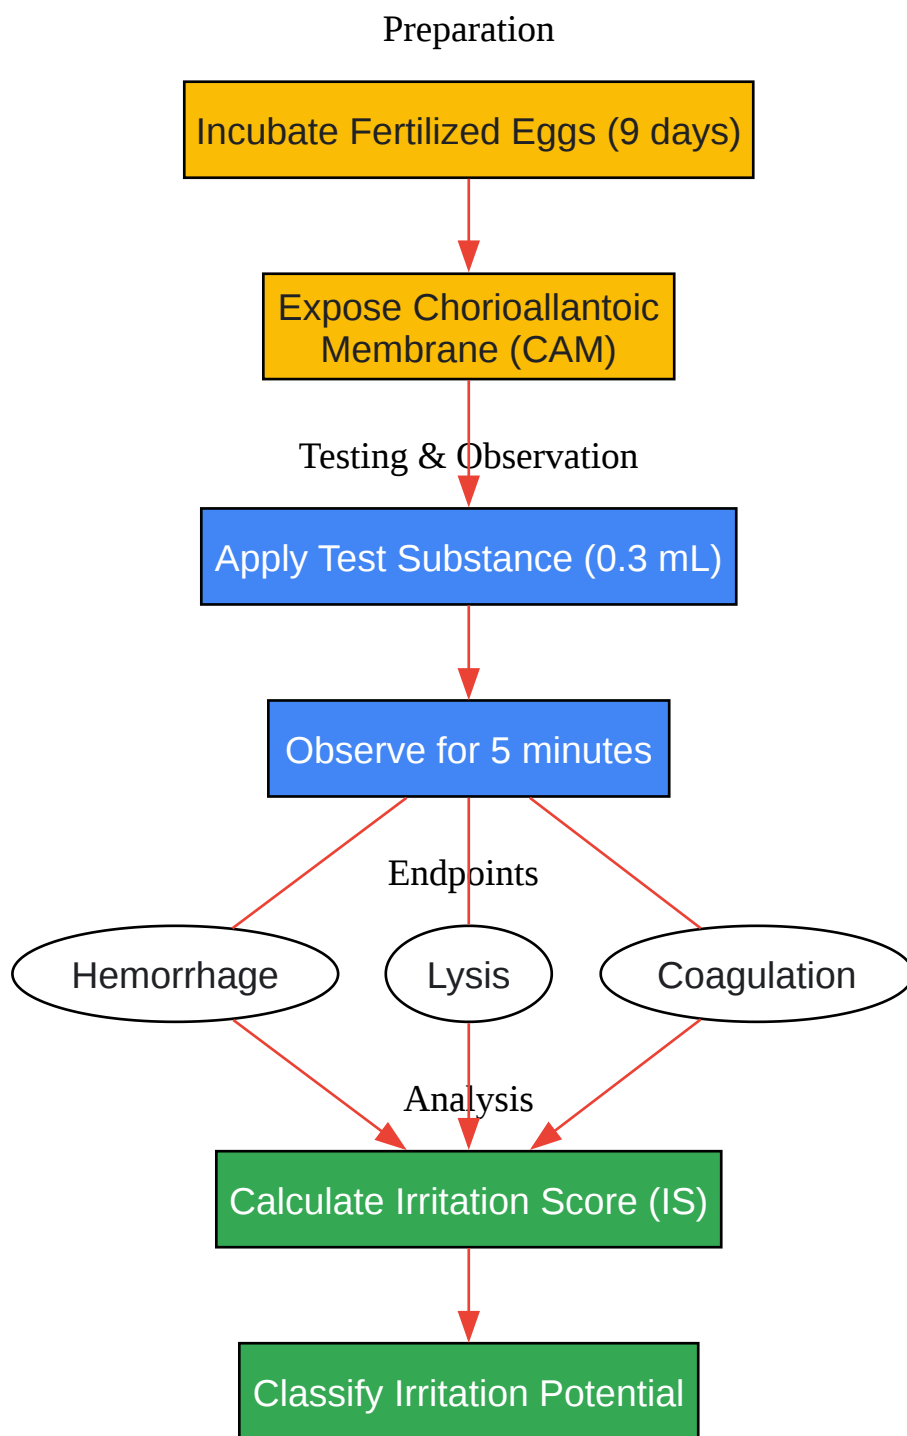 Preparation
Incubate Fertilized Eggs (9 days)
Expose Chorioallantoic
Membrane (CAM)
Testing & Observation
Apply Test Substance (0.3 mL)
Observe for 5 minutes
Endpoints
Hemorrhage
Lysis
Coagulation
Analysis
Calculate Irritation Score (IS)
Classify Irritation Potential